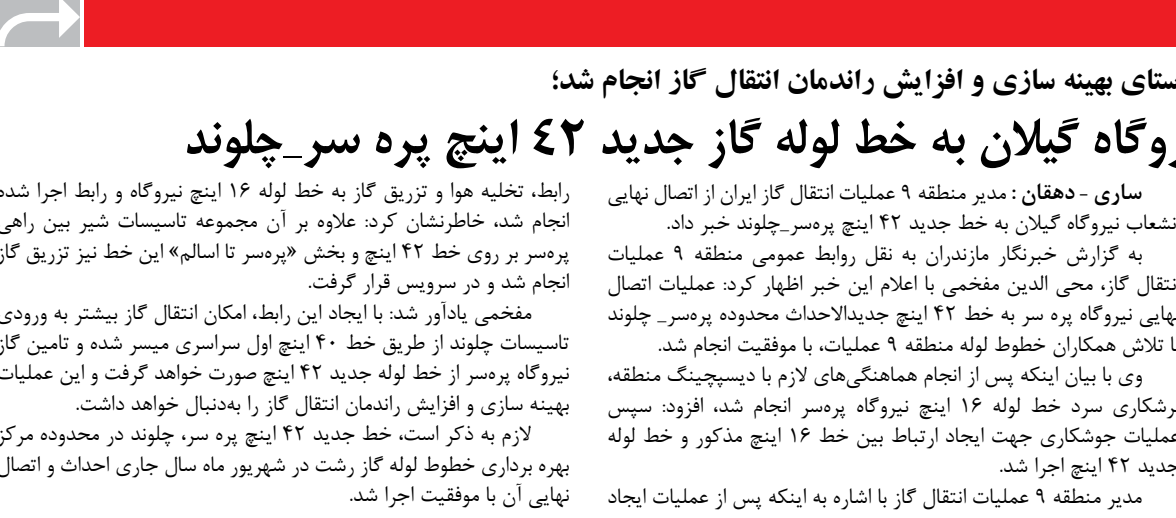 ستای بهینه سازی و افزایش راندمان انتقال گاز انجام شد؛
روگاه گیلان به خط لوله گاز جدید ٤٢ اینچ پره سر_چلوند
ساری - دهقان : مدیر منطقه ۹ عملیات انتقال گاز ایران از اتصال نهایی
نشعاب نیروگاه گیلان به خط جدید ۴۲ اینچ پره‌سر_چلوند خبر داد.
به گزارش خبرنگار مازندران به نقل روابط عمومی منطقه ۹ عملیات
نتقال گاز، محی الدین مفخمی با اعلام این خبر اظهار کرد: عملیات اتصال
نهایی نیروگاه پره سر به خط ۴۲ اینچ جدیدالاحداث محدوده پره‌سر_ چلوند
با تلاش همکاران خطوط لوله منطقه ۹ عملیات، با موفقیت انجام شد.
وی با بیان اینکه پس از انجام هماهنگی‌های لازم با دیسپچینگ منطقه،
برشکاری سرد خط لوله ۱۶ اینچ نیروگاه پره‌سر انجام شد، افزود: سپس
عملیات جوشکاری جهت ایجاد ارتباط بین خط ۱۶ اینچ مذکور و خط لوله
جدید ۴۲ اینچ اجرا شد.
مدیر منطقه ۹ عملیات انتقال گاز با اشاره به اینکه پس از عملیات ایجاد
رابط، تخلیه هوا و تزریق گاز به خط لوله ۱۶ اینچ نیروگاه و رابط اجرا شده
انجام شد، خاطرنشان کرد: علاوه بر آن مجموعه تاسیسات شیر بین راهی
پره‌سر بر روی خط ۴۲ اینچ و بخش «پره‌سر تا اسالم» این خط نیز تزریق گاز
انجام شد و در سرویس قرار گرفت.
مفخمی یادآور شد: با ایجاد این رابط، امکان انتقال گاز بیشتر به ورودی
تاسیسات چلوند از طریق خط ۴۰ اینچ اول سراسری میسر شده و تامین گاز
نیروگاه پره‌سر از خط لوله جدید ۴۲ اینچ صورت خواهد گرفت و این عملیات
بهینه سازی و افزایش راندمان انتقال گاز را به‌دنبال خواهد داشت.
لازم به ذکر است، خط جدید ۴۲ اینچ پره سر، چلوند در محدوده مرکز
بهره برداری خطوط لوله گاز رشت در شهریور ماه سال جاری احداث و اتصال
نهایی آن با موفقیت اجرا شد.